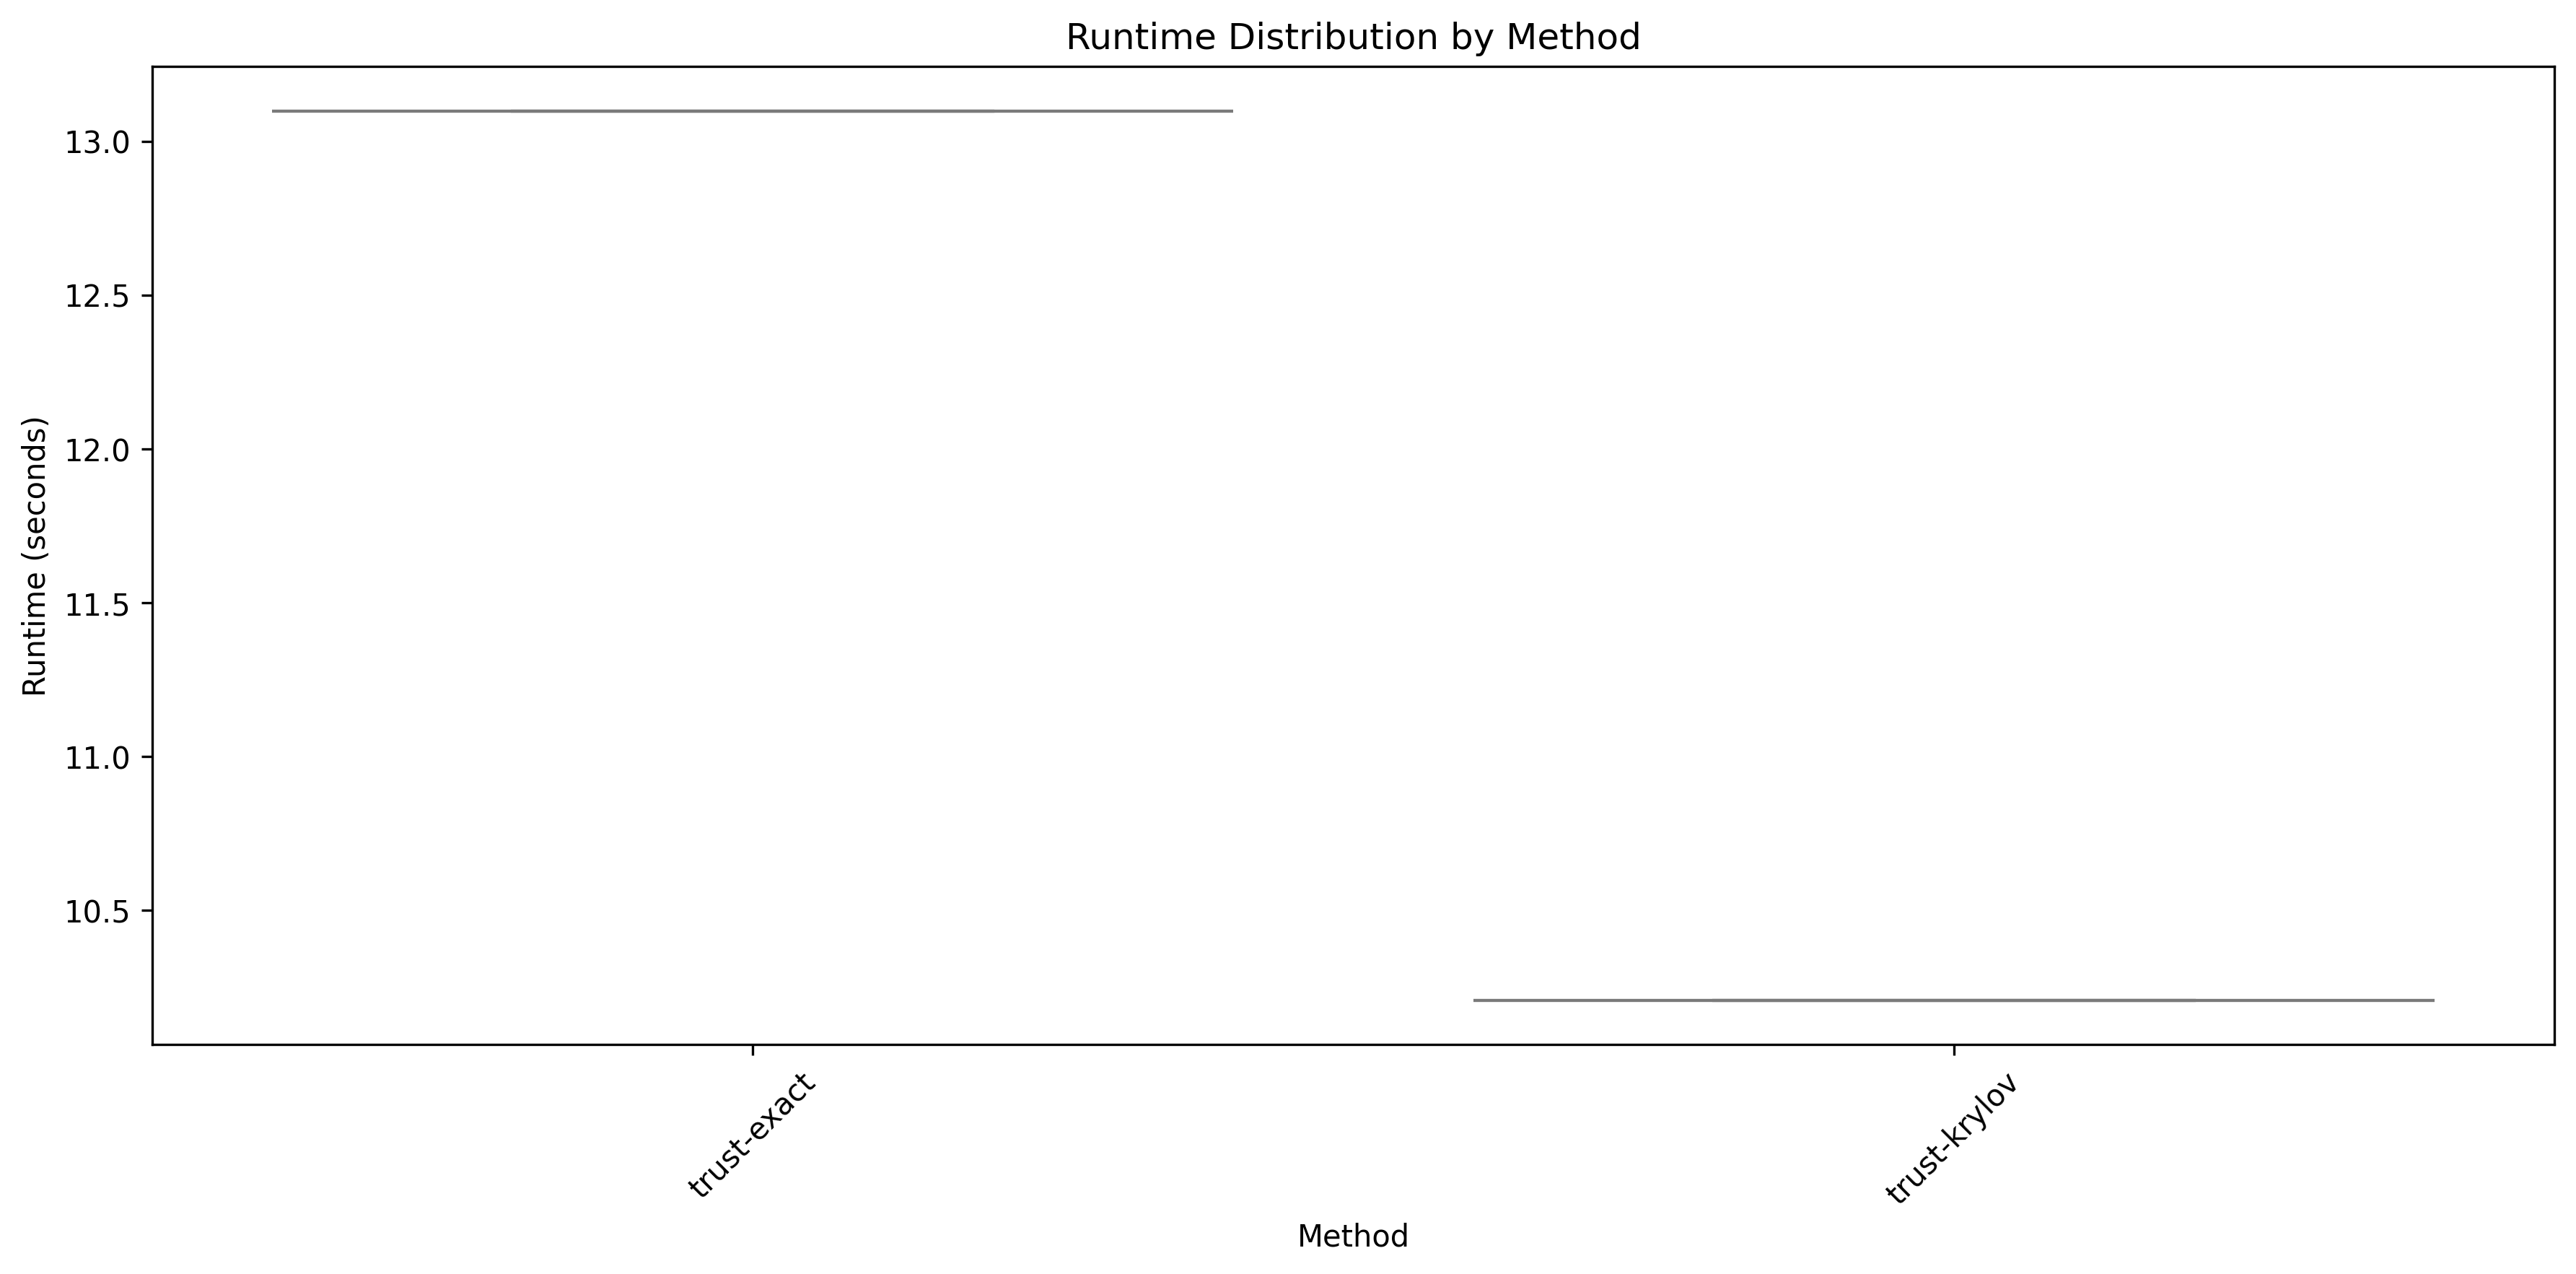 Runtime Distribution by Method
Runtime (seconds)
13.0
12.5
12.0
11.5
11.0
10.5
trust-exact
trust-krylov
Method